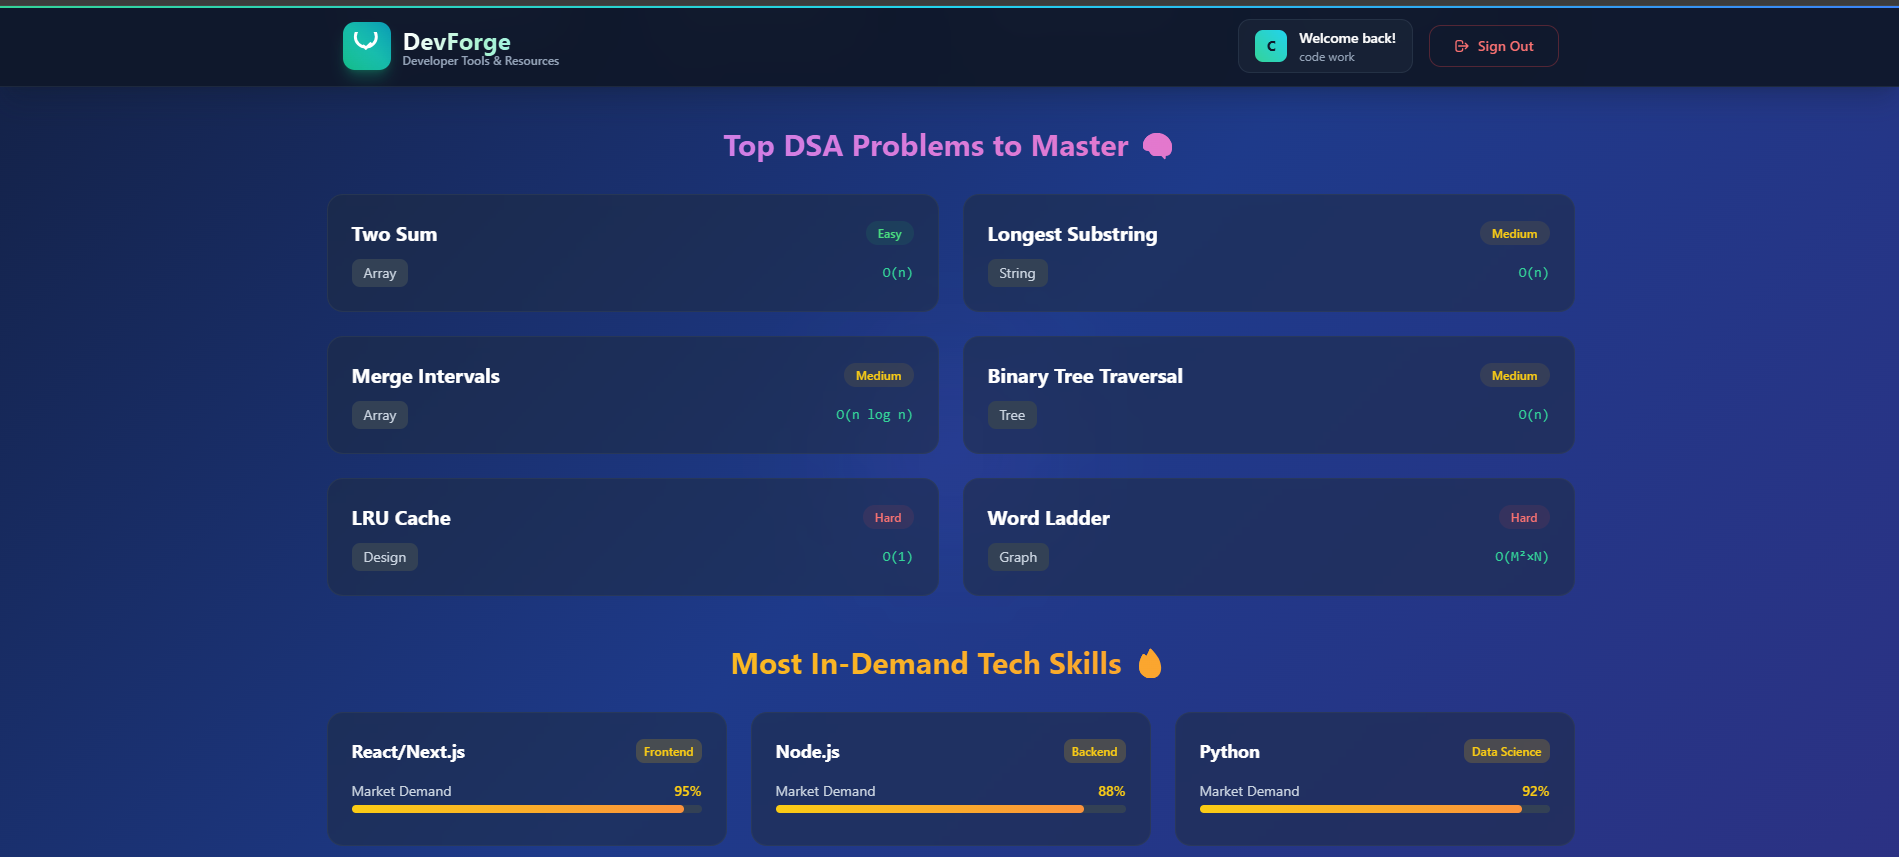 DevForge
Developer Tools & Resources
C
Welcome back!
code work
Sign Out
Top DSA Problems to Master
Two Sum
Easy
Array
O(n)
Longest Substring
Medium
String
O(n)
Merge Intervals
Medium
Array
O(n log n)
Binary Tree Traversal
Medium
Tree
O(n)
LRU Cache
Hard
Design
O(1)
Word Ladder
Hard
Graph
O(M²×N)
Most In-Demand Tech Skills
React/Next.js
Frontend
Market Demand
95%
Node.js
Backend
Market Demand
88%
Python
Data Science
Market Demand
92%